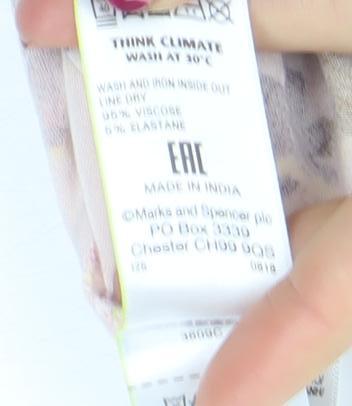 THINK CLIMATE
WASH AT 30°C
WASH AND IRON INSIDE OUT
LINE DRY
95% VISCOSE
5% ELASTANE
EAC
MADE IN INDIA
©Marks and Spencer plc
PO Box 3339
Chester CH99 9QS